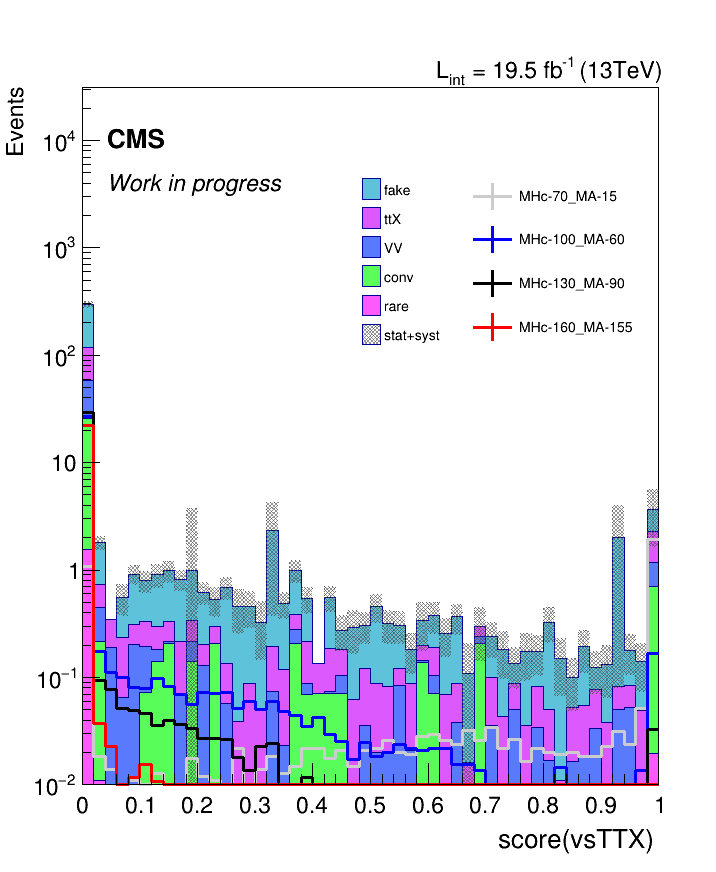 L_int = 19.5 fb^-1 (13TeV)
Events
CMS
Work in progress
fake
ttX
VV
conv
rare
stat+syst
MHc-70_MA-15
MHc-100_MA-60
MHc-130_MA-90
MHc-160_MA-155
10^4
10^3
10^2
10
1
10^-1
10^-2
0 0.1 0.2 0.3 0.4 0.5 0.6 0.7 0.8 0.9 1
score(vsTTX)